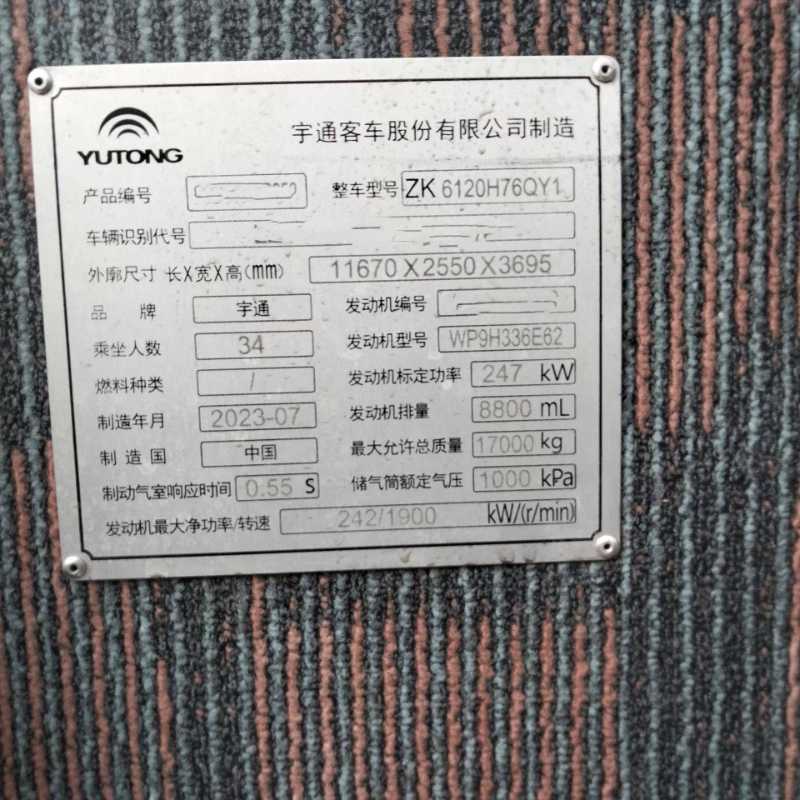 YUTONG
宇通客车股份有限公司制造
产品编号
整车型号 ZK 6120H76QY1
车辆识别代号
外廓尺寸 长X宽X高(mm) 11670X2550X3695
品 牌 宇通
发动机编号
乘坐人数 34
发动机型号 WP9H336E62
燃料种类 /
发动机标定功率 247 kW
制造年月 2023-07
发动机排量 8800 mL
制造国 中国
最大允许总质量 17000 kg
制动气室响应时间 0.55 S
储气筒额定气压 1000 kPa
发动机最大净功率/转速 242/1900 kW/(r/min)